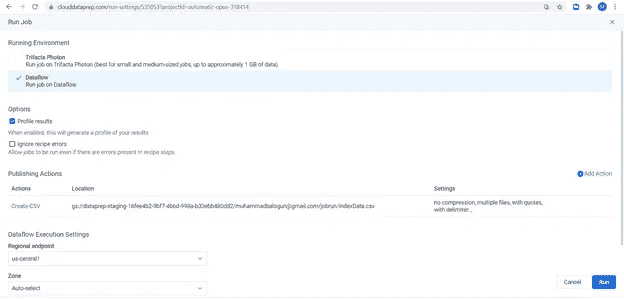 clouddataprep.com/run-settings/535053?projectId=automatic-opus-318414
Run Job
Running Environment
Trifacta Photon
Run job on Trifacta Photon (best for small and medium-sized jobs, up to approximately 1 GB of data)
Dataflow
Run job on Dataflow
Options
Profile results
When enabled, this will generate a profile of your results
Ignore recipe errors
Allow jobs to be run even if there are errors present in recipe steps
Publishing Actions
Add Action
Actions Location Settings
Create-CSV gs://dataprep-staging-16fee4b2-9bf7-4b6d-998a-b33ebb480dd2/muhammadbalogun@gmail.com/jobrun/IndexData.csv no compression, multiple files, with quotes,
with delimiter: ,
Dataflow Execution Settings
Regional endpoint
us-central1
Zone
Auto-select
Cancel Run